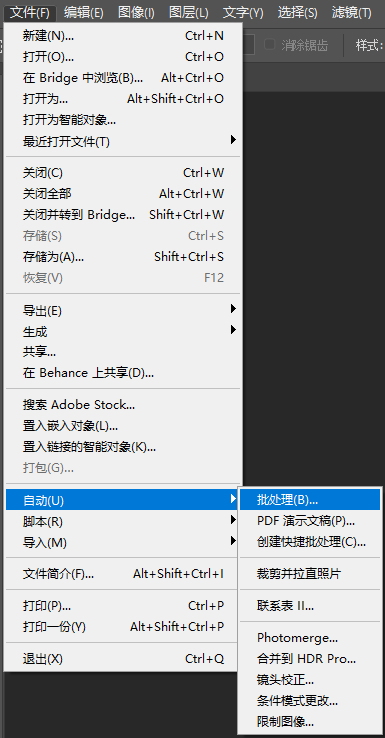 文件(F) 编辑(E) 图像(I) 图层(L) 文字(Y) 选择(S) 滤镜(T)
消除锯齿 样式:
新建(N)... Ctrl+N
打开(O)... Ctrl+O
在 Bridge 中浏览(B)... Alt+Ctrl+O
打开为... Alt+Shift+Ctrl+O
打开为智能对象...
最近打开文件(T)
关闭(C) Ctrl+W
关闭全部 Alt+Ctrl+W
关闭并转到 Bridge... Shift+Ctrl+W
存储(S) Ctrl+S
存储为(A)... Shift+Ctrl+S
恢复(V) F12
导出(E)
生成
共享...
在 Behance 上共享(D)...
搜索 Adobe Stock...
置入嵌入对象(L)...
置入链接的智能对象(K)...
打包(G)...
自动(U)
脚本(R)
导入(M)
文件简介(F)... Alt+Shift+Ctrl+I
打印(P)... Ctrl+P
打印一份(Y) Alt+Shift+Ctrl+P
退出(X) Ctrl+Q
批处理(B)...
PDF 演示文稿(P)...
创建快捷批处理(C)...
裁剪并拉直照片
联系表 II...
Photomerge...
合并到 HDR Pro...
镜头校正...
条件模式更改...
限制图像...